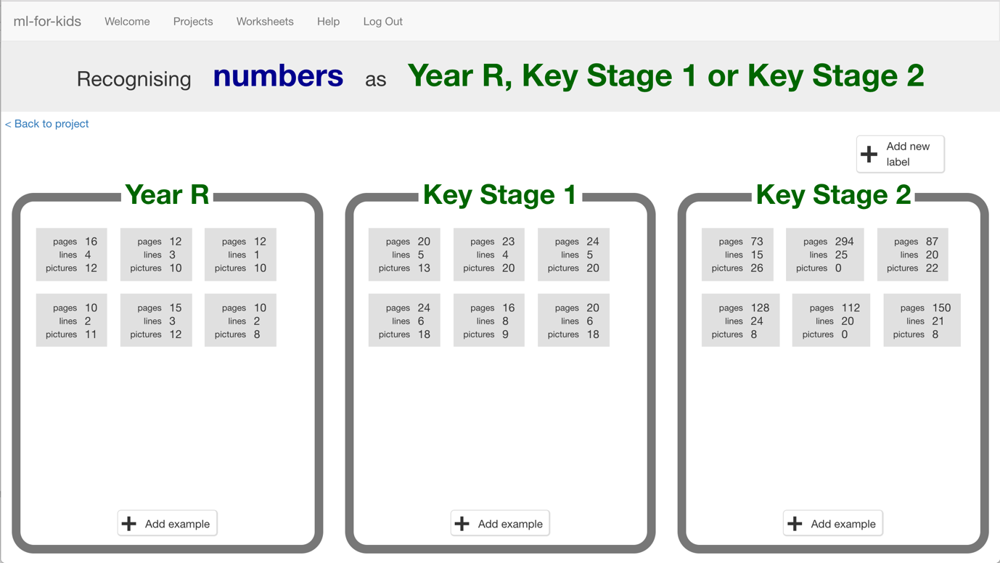 ml-for-kids Welcome Projects Worksheets Help Log Out
Recognising numbers as Year R, Key Stage 1 or Key Stage 2
< Back to project
Add new
label
Year R
pages 16
lines 4
pictures 12
pages 12
lines 3
pictures 10
pages 12
lines 1
pictures 10
pages 10
lines 2
pictures 11
pages 15
lines 3
pictures 12
pages 10
lines 2
pictures 8
Add example
Key Stage 1
pages 20
lines 5
pictures 13
pages 23
lines 4
pictures 20
pages 24
lines 5
pictures 20
pages 24
lines 6
pictures 18
pages 16
lines 8
pictures 9
pages 20
lines 6
pictures 18
Add example
Key Stage 2
pages 73
lines 15
pictures 26
pages 294
lines 25
pictures 0
pages 87
lines 20
pictures 22
pages 128
lines 24
pictures 8
pages 112
lines 20
pictures 0
pages 150
lines 21
pictures 8
Add example